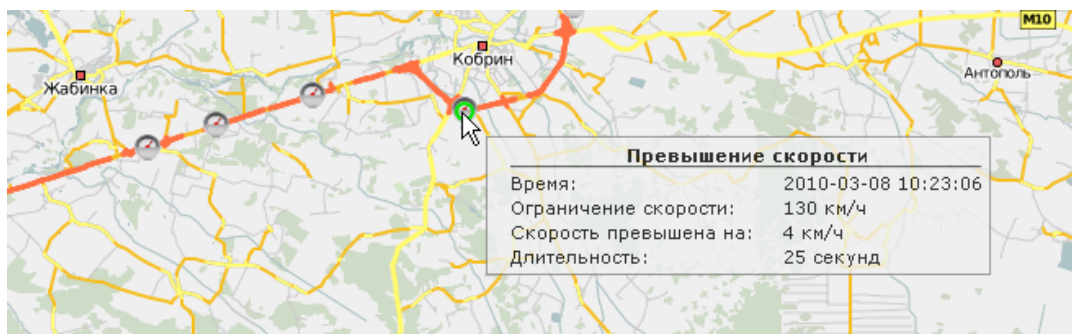 M10
Кобрин
Антополь
Жабинка
Превышение скорости
Время: 2010-03-08 10:23:06
Ограничение скорости: 130 км/ч
Скорость превышена на: 4 км/ч
Длительность: 25 секунд